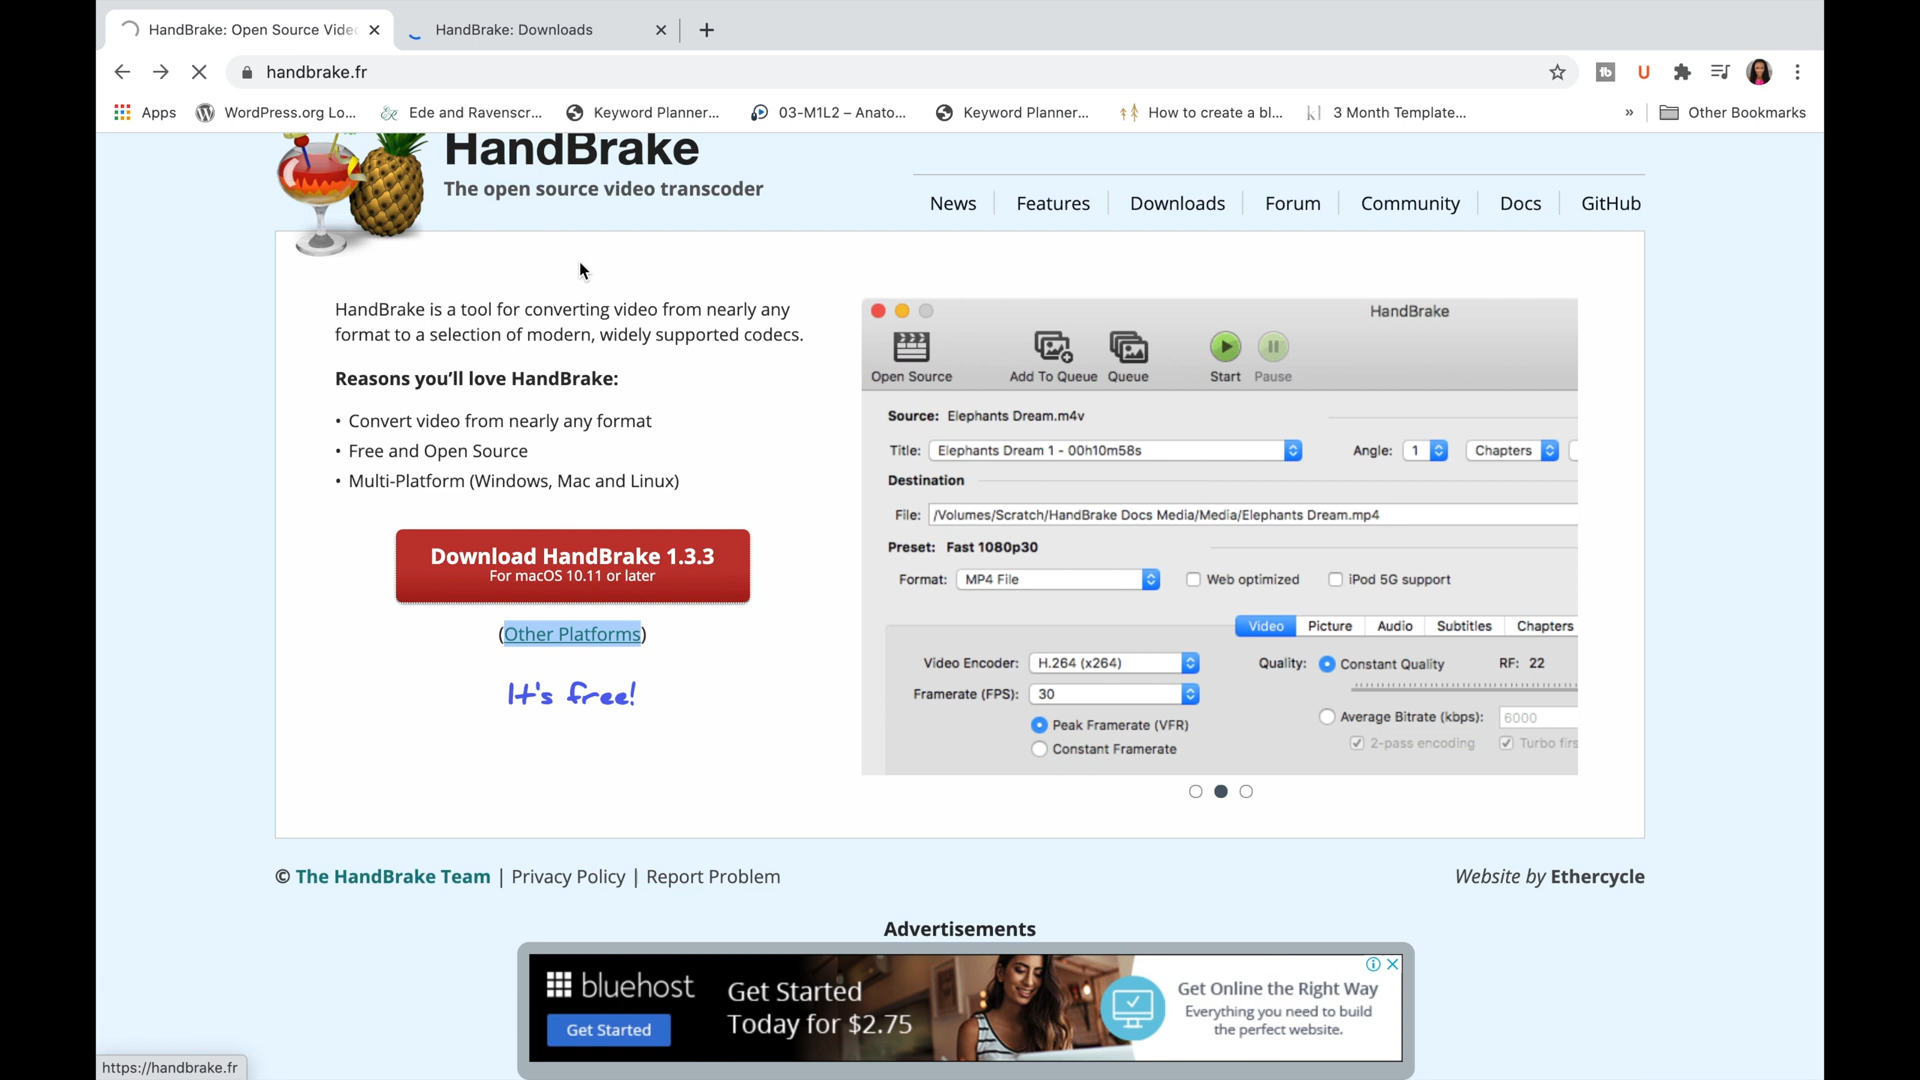 HandBrake: Open Source Vide
HandBrake: Downloads
handbrake.fr
Apps
WordPress.org Lo...
Ede and Ravenscr...
Keyword Planner...
03-M1L2 – Anato...
Keyword Planner...
How to create a bl...
3 Month Template...
»
Other Bookmarks
HandBrake
The open source video transcoder
News
Features
Downloads
Forum
Community
Docs
GitHub
HandBrake is a tool for converting video from nearly any
format to a selection of modern, widely supported codecs.
Reasons you'll love HandBrake:
• Convert video from nearly any format
• Free and Open Source
• Multi-Platform (Windows, Mac and Linux)
Download HandBrake 1.3.3
For macOS 10.11 or later
(Other Platforms)
It's free!
HandBrake
Open Source
Add To Queue
Queue
Start
Pause
Source: Elephants Dream.m4v
Title: Elephants Dream 1 - 00h10m58s
Angle: 1
Chapters
Destination
File: /Volumes/Scratch/HandBrake Docs Media/Media/Elephants Dream.mp4
Preset: Fast 1080p30
Format: MP4 File
Web optimized
iPod 5G support
Video
Picture
Audio
Subtitles
Chapters
Video Encoder: H.264 (x264)
Quality: Constant Quality
RF: 22
Framerate (FPS): 30
Peak Framerate (VFR)
Constant Framerate
Average Bitrate (kbps): 6000
2-pass encoding
Turbo firs
© The HandBrake Team | Privacy Policy | Report Problem
Website by Ethercycle
Advertisements
bluehost
Get Started
Get Started
Today for $2.75
Get Online the Right Way
Everything you need to build
the perfect website.
https://handbrake.fr